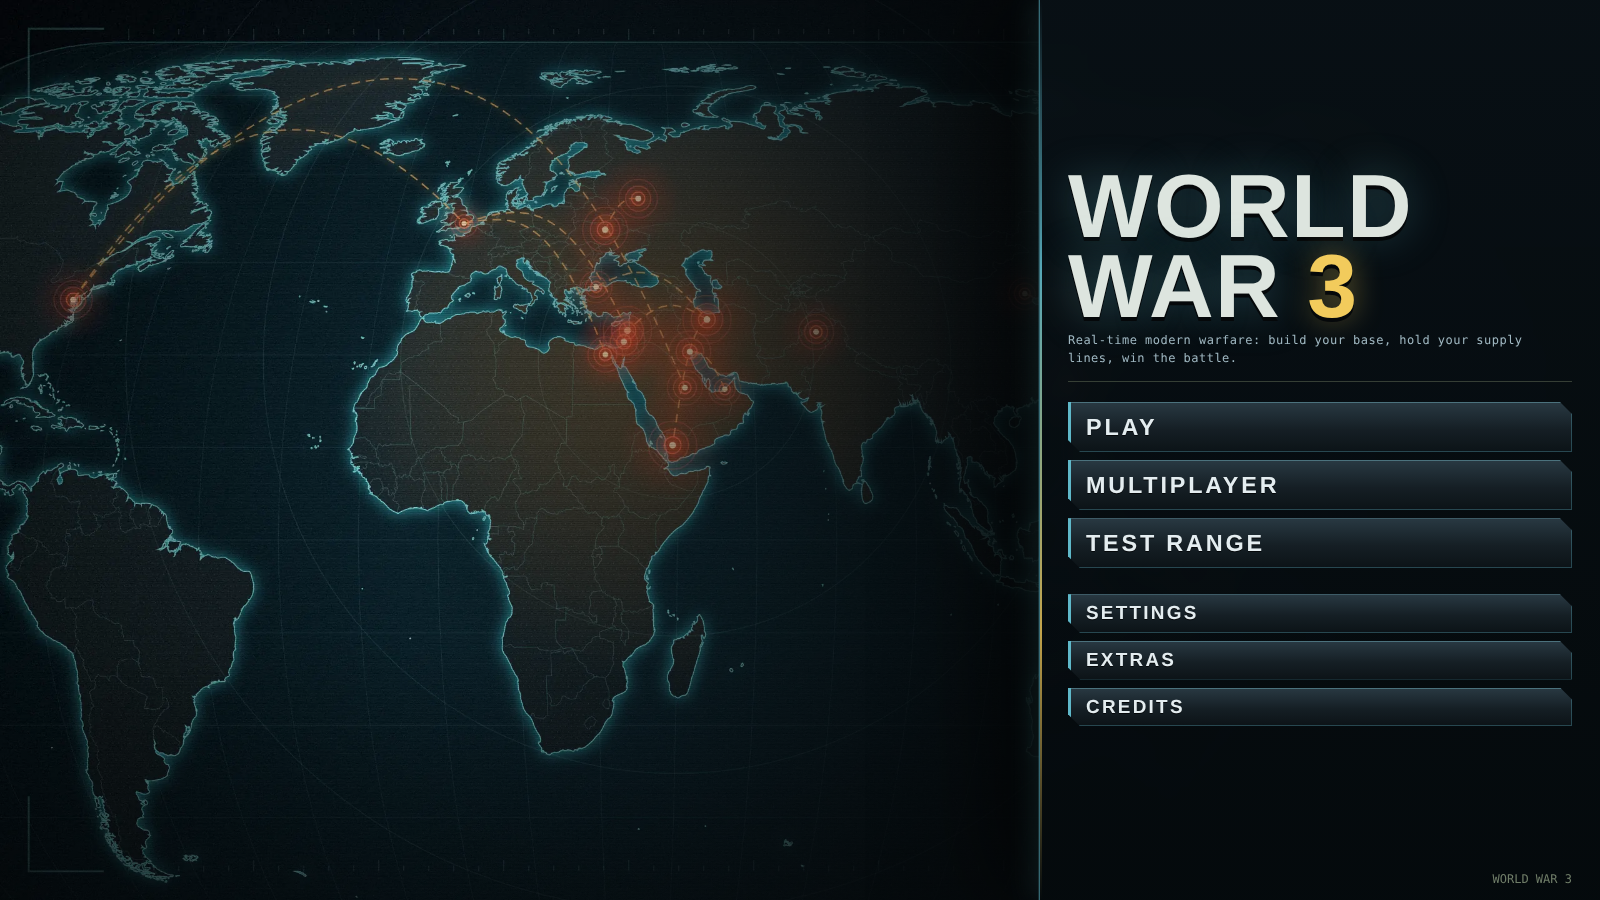 WORLD
WAR 3
Real-time modern warfare: build your base, hold your supply
lines, win the battle.
PLAY
MULTIPLAYER
TEST RANGE
SETTINGS
EXTRAS
CREDITS
WORLD WAR 3